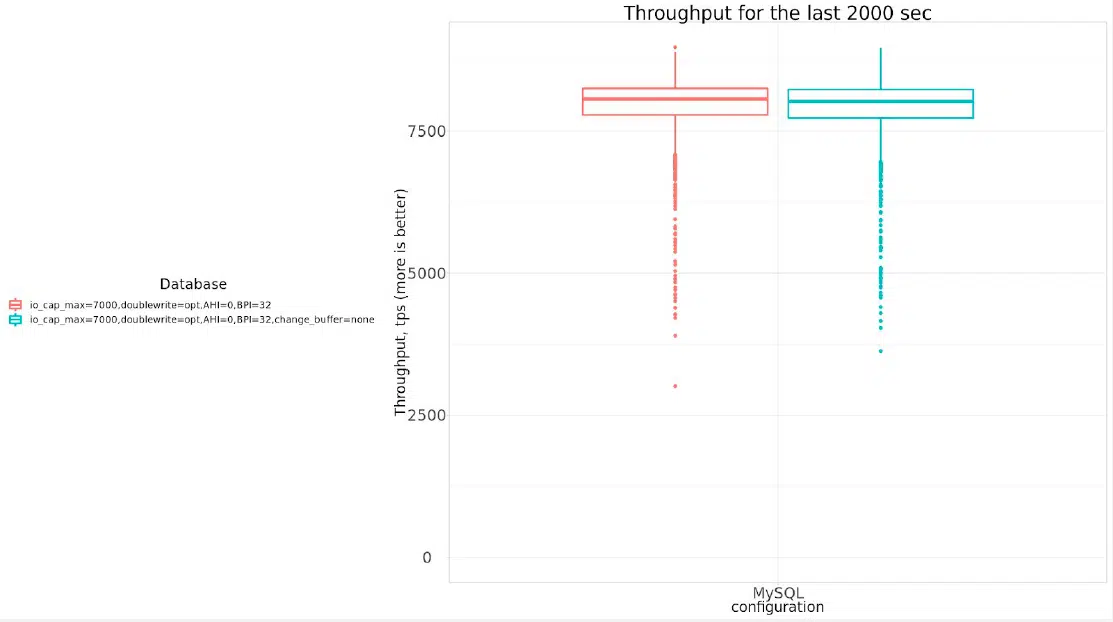 Throughput for the last 2000 sec
Database
io_cap_max=7000,doublewrite=opt,AHI=0,BPI=32
io_cap_max=7000,doublewrite=opt,AHI=0,BPI=32,change_buffer=none
Throughput, tps (more is better)
7500
5000
2500
0
MySQL
configuration